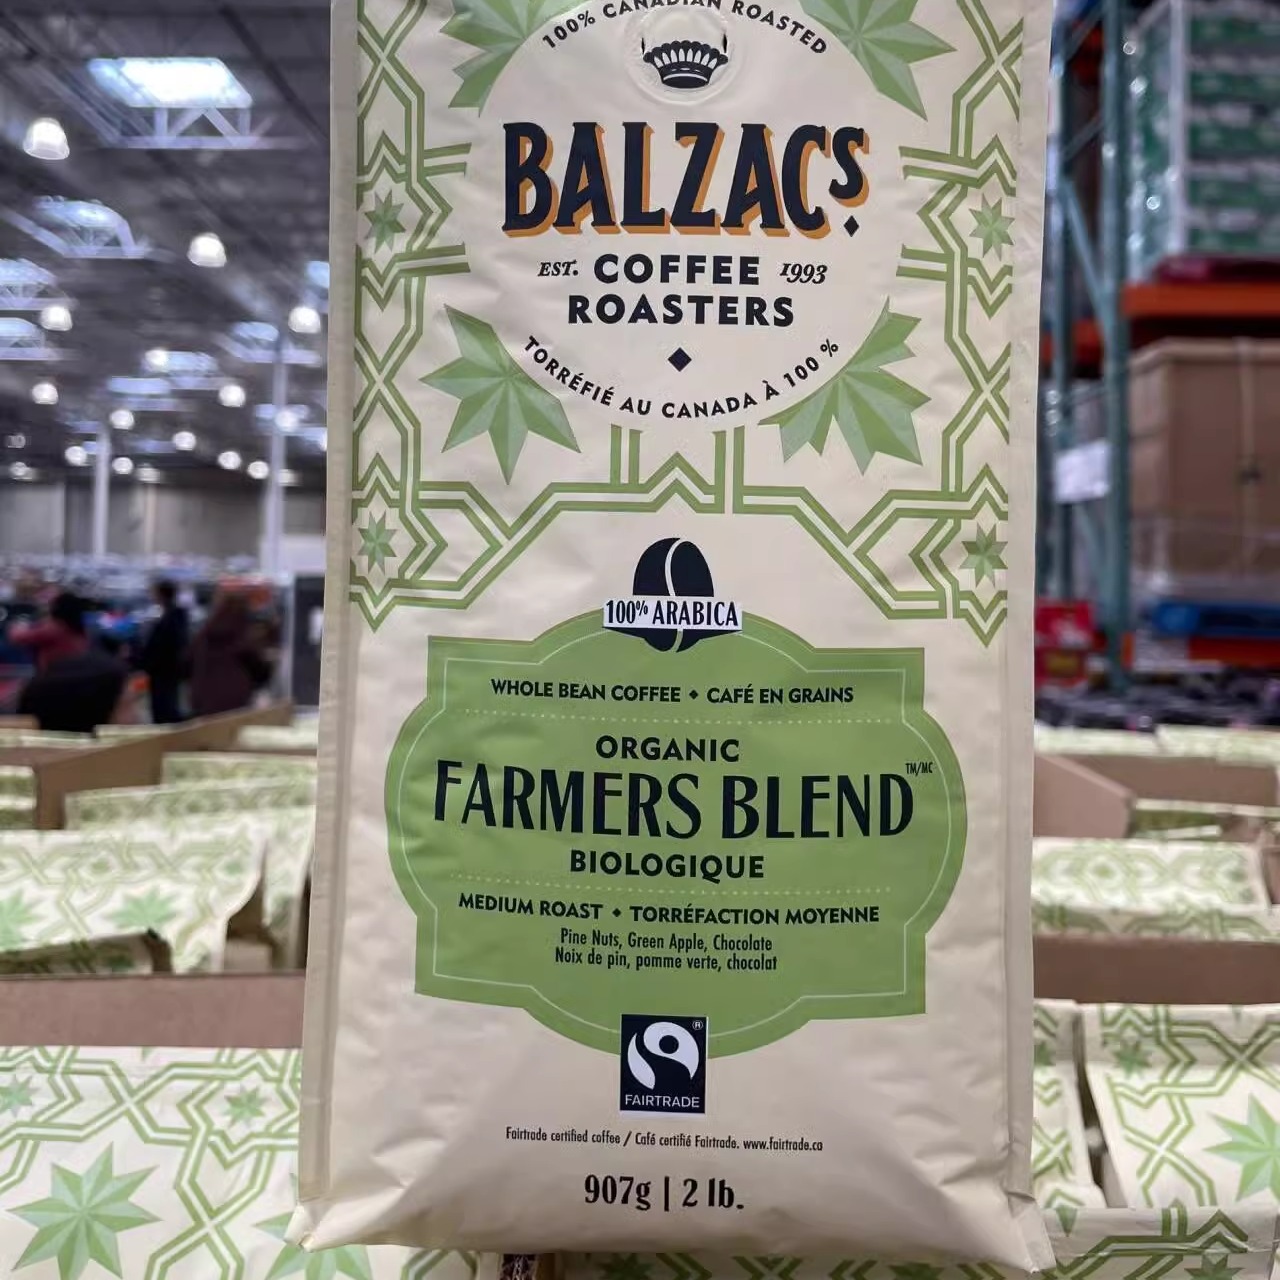 100% CANADIAN ROASTED
BALZAC'S
EST. COFFEE 1993
ROASTERS
TORRÉFIÉ AU CANADA À 100 %
100% ARABICA
WHOLE BEAN COFFEE • CAFÉ EN GRAINS
ORGANIC
FARMERS BLEND TM/MC
BIOLOGIQUE
MEDIUM ROAST • TORRÉFACTION MOYENNE
Pine Nuts, Green Apple, Chocolate
Noix de pin, pomme verte, chocolat
®
FAIRTRADE
Fairtrade certified coffee / Café certifié Fairtrade. www.fairtrade.ca
907g | 2 lb.